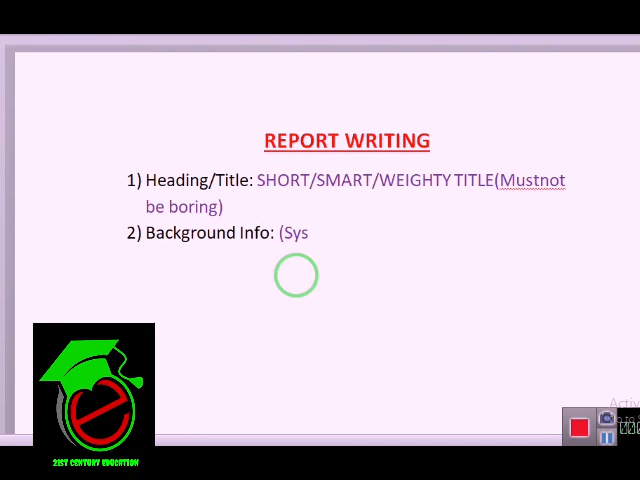 REPORT WRITING
1) Heading/Title: SHORT/SMART/WEIGHTY TITLE(Mustnot
be boring)
2) Background Info: (Sys
Activ
21ST CENTURY EDUCATION